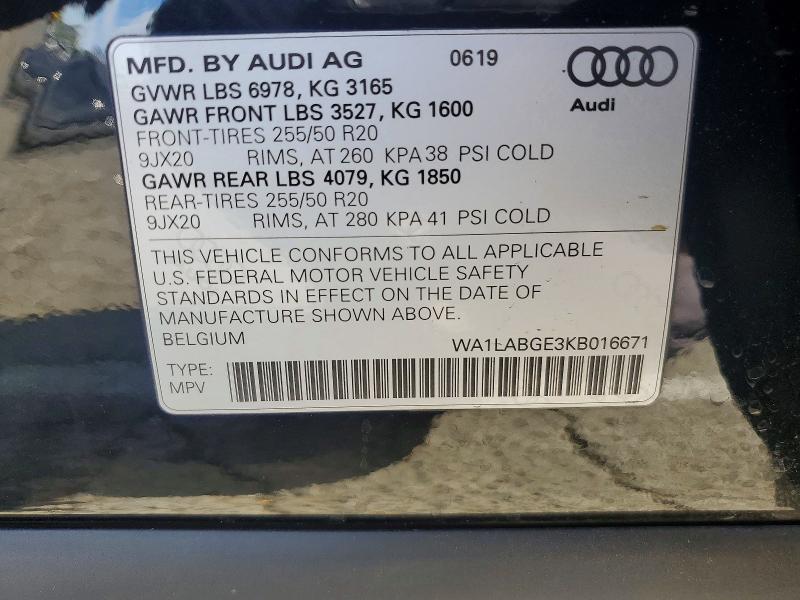 MFD. BY AUDI AG 0619
GVWR LBS 6978, KG 3165
GAWR FRONT LBS 3527, KG 1600
Audi
FRONT-TIRES 255/50 R20
9JX20 RIMS, AT 260 KPA 38 PSI COLD
GAWR REAR LBS 4079, KG 1850
REAR-TIRES 255/50 R20
9JX20 RIMS, AT 280 KPA 41 PSI COLD
THIS VEHICLE CONFORMS TO ALL APPLICABLE
U.S. FEDERAL MOTOR VEHICLE SAFETY
STANDARDS IN EFFECT ON THE DATE OF
MANUFACTURE SHOWN ABOVE.
BELGIUM WA1LABGE3KB016671
TYPE:
MPV